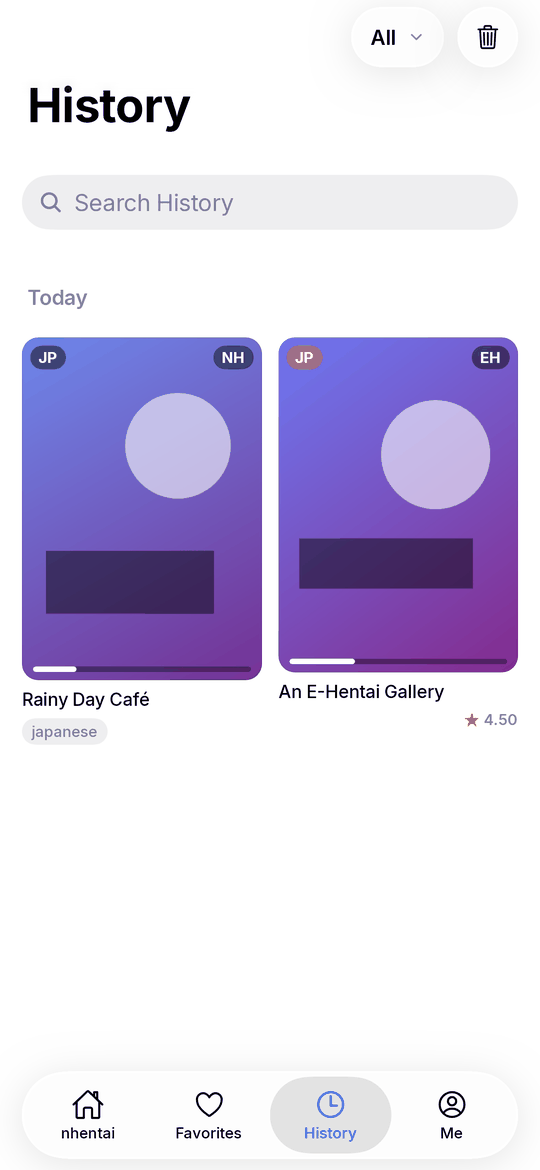 All
History
Search History
Today
JP
NH
JP
EH
Rainy Day Café
japanese
An E-Hentai Gallery
★ 4.50
nhentai
Favorites
History
Me